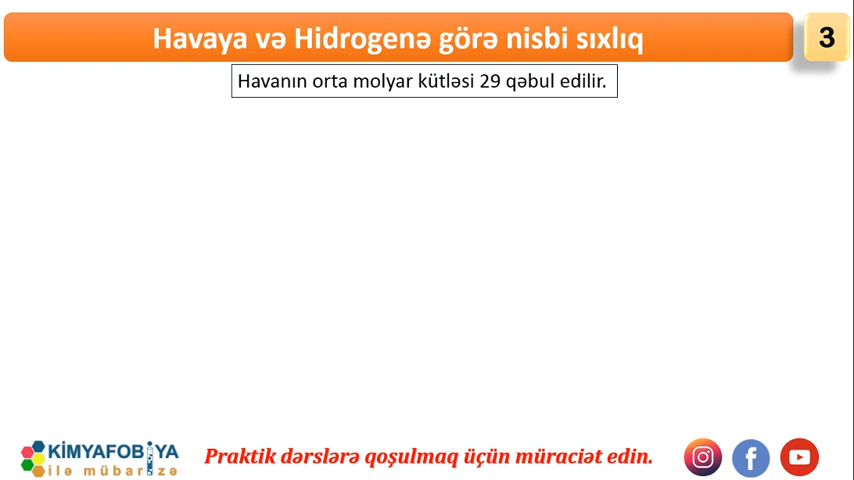 Havaya və Hidrogenə görə nisbi sıxlıq
3
Havanın orta molyar kütləsi 29 qəbul edilir.
KİMYAFOBİYA
ilə mübarizə
Praktik dərslərə qoşulmaq üçün müraciət edin.